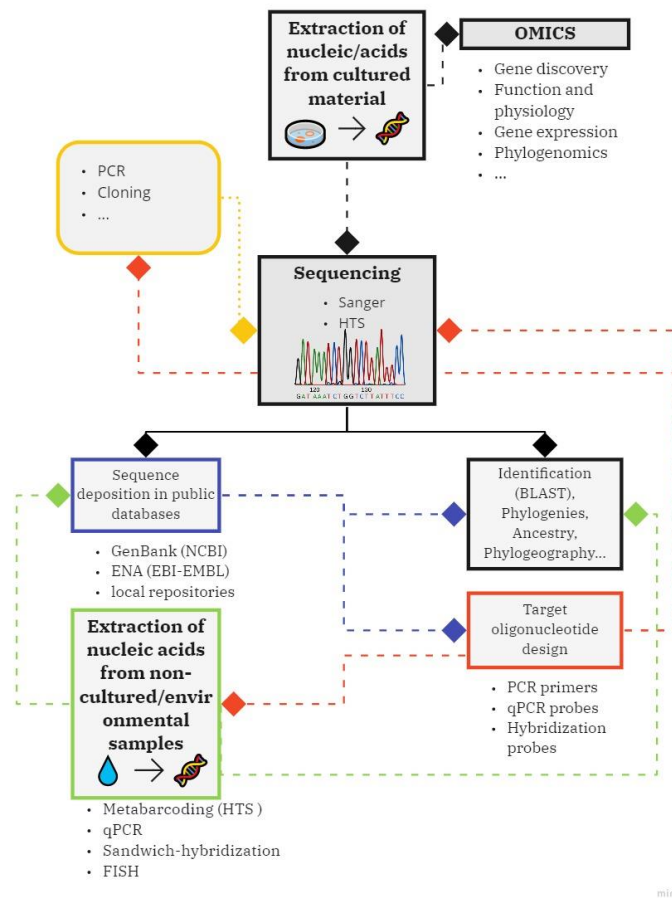 Extraction of
nucleic/acids
from cultured
material
OMICS
• Gene discovery
• Function and
physiology
• Gene expression
• Phylogenomics
• ...
• PCR
• Cloning
• ...
Sequencing
• Sanger
• HTS
120 130
G A T A A A T C T G G T C T T A T T T C C
Sequence
deposition in public
databases
• GenBank (NCBI)
• ENA (EBI-EMBL)
• local repositories
Identification
(BLAST),
Phylogenies,
Ancestry,
Phylogeography...
Extraction of
nucleic acids
from non-
cultured/envir
onmental
samples
• Metabarcoding (HTS )
• qPCR
• Sandwich-hybridization
• FISH
Target
oligonucleotide
design
• PCR primers
• qPCR probes
• Hybridization
probes